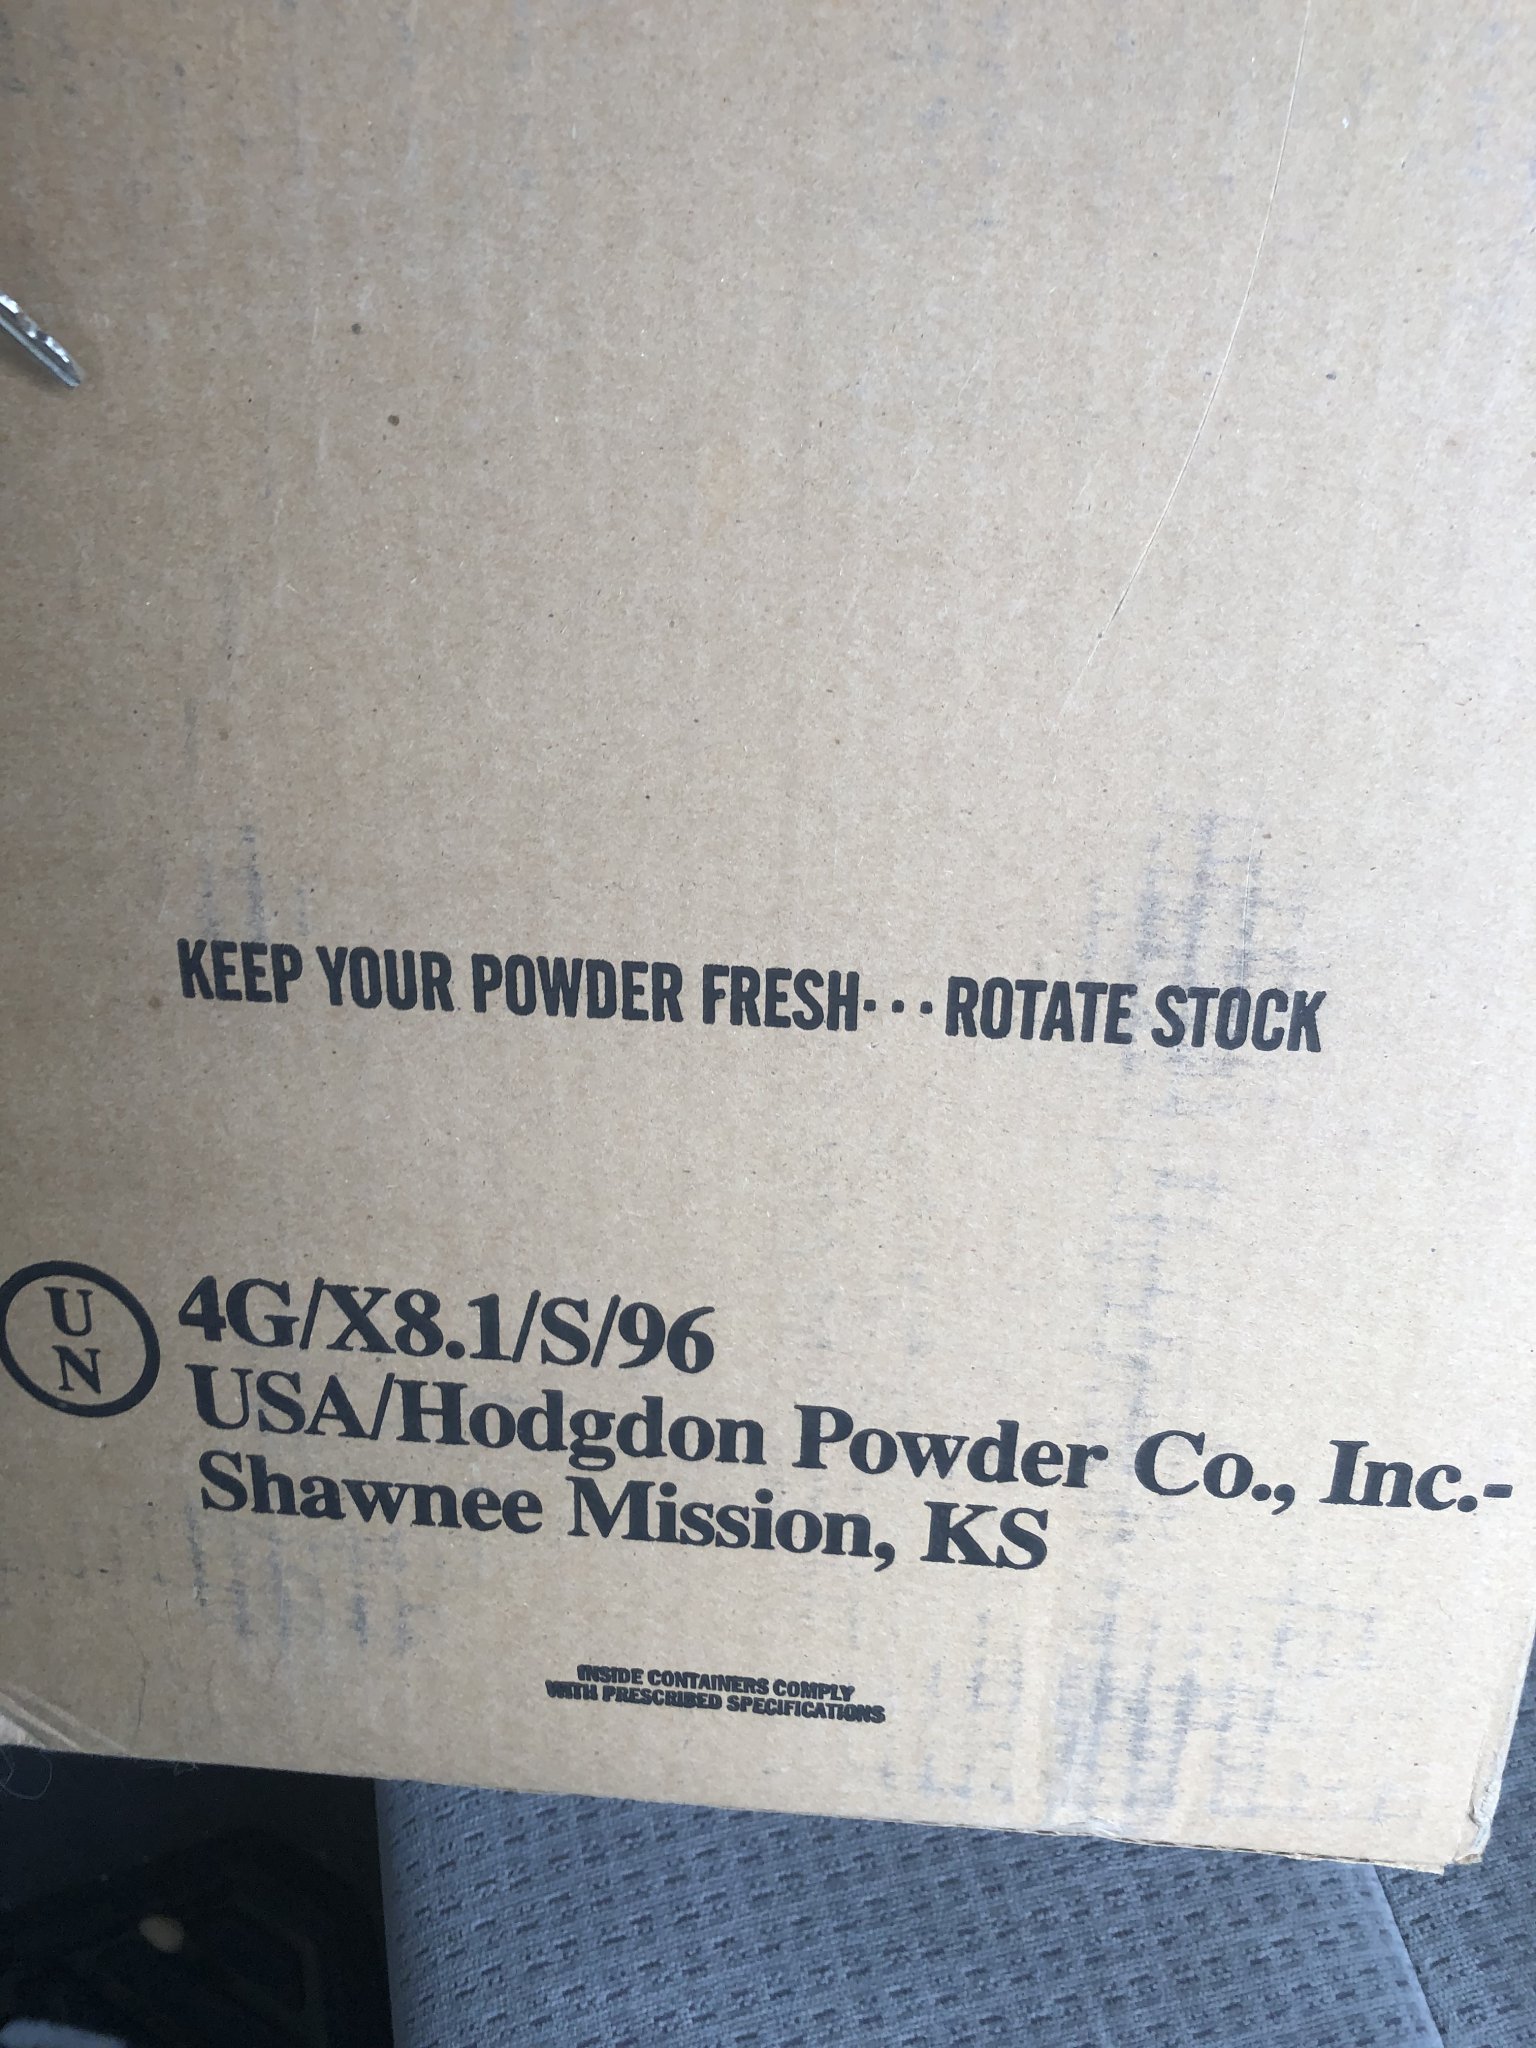 KEEP YOUR POWDER FRESH...ROTATE STOCK
U
N
4G/X8.1/S/96
USA/Hodgdon Powder Co., Inc.-
Shawnee Mission, KS
INSIDE CONTAINERS COMPLY
WITH PRESCRIBED SPECIFICATIONS